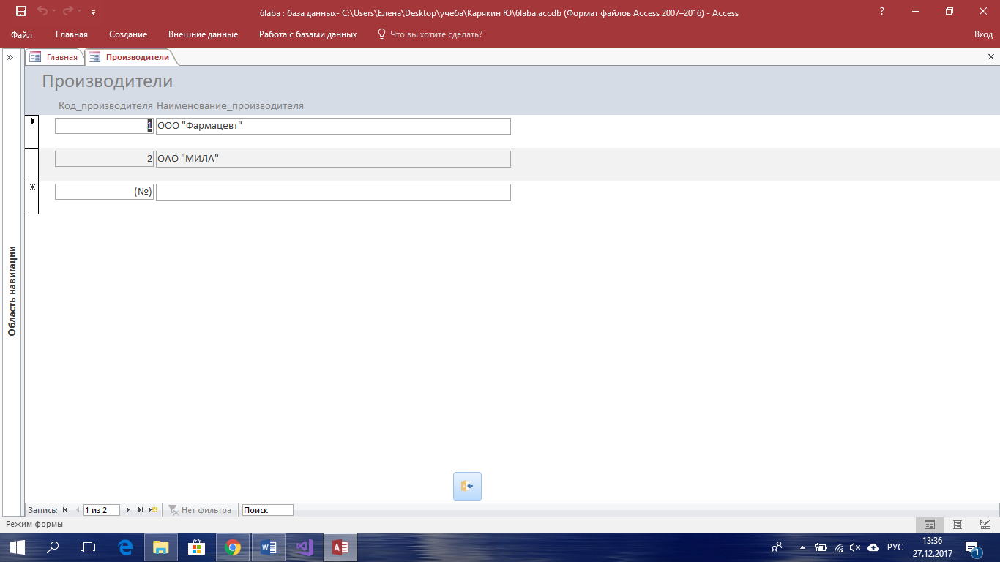 6laba : база данных- C:\Users\Елена\Desktop\учеба\Карякин Ю\6laba.accdb (Формат файлов Access 2007–2016) - Access
?
Файл Главная Создание Внешние данные Работа с базами данных Что вы хотите сделать? Вход
» Главная Производители
Производители
Код_производителя Наименование_производителя
1 ООО "Фармацевт"
2 ОАО "МИЛА"
* (№)
Область навигации
Запись: 1 из 2 Нет фильтра Поиск
Режим формы
РУС 13:36
27.12.2017 1